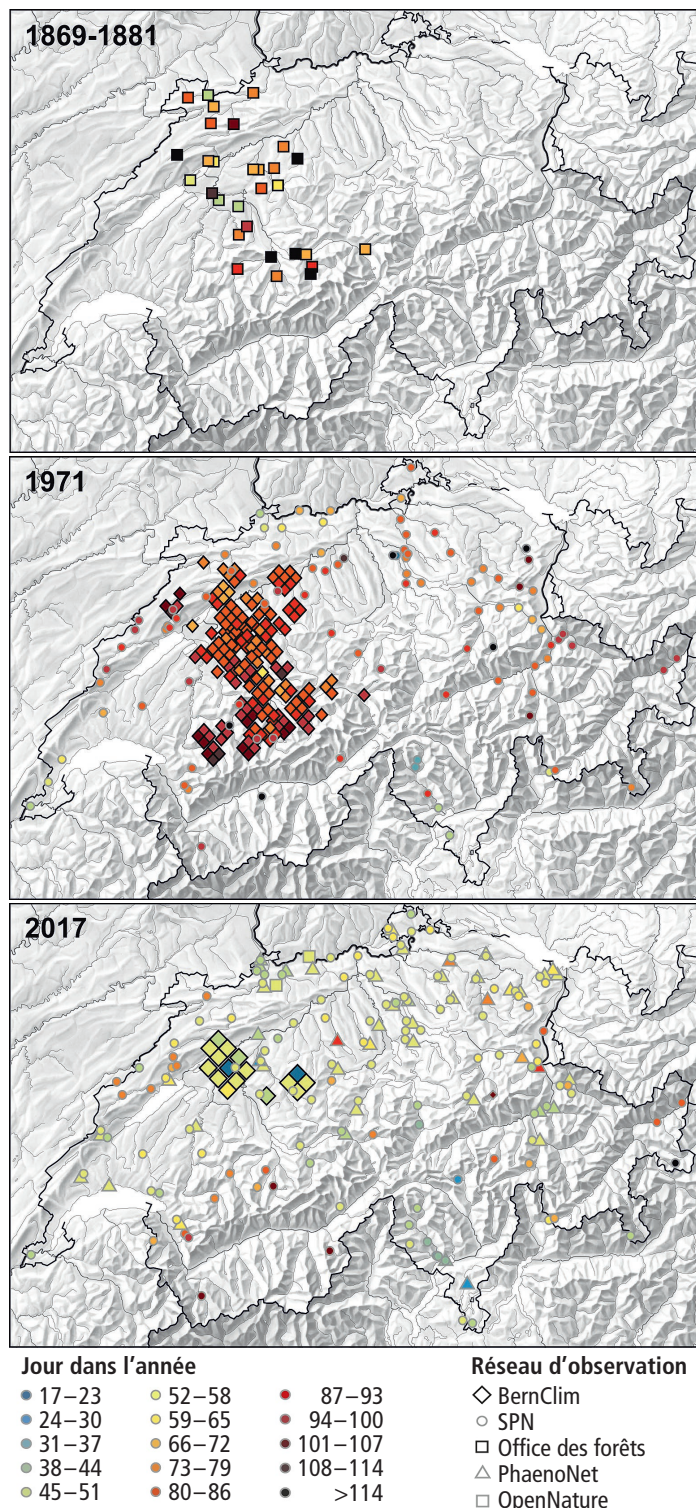 1869-1881
1971
2017
Jour dans l'année
17–23
24–30
31–37
38–44
45–51
52–58
59–65
66–72
73–79
80–86
87–93
94–100
101–107
108–114
>114
Réseau d'observation
BernClim
SPN
Office des forêts
PhaenoNet
OpenNature